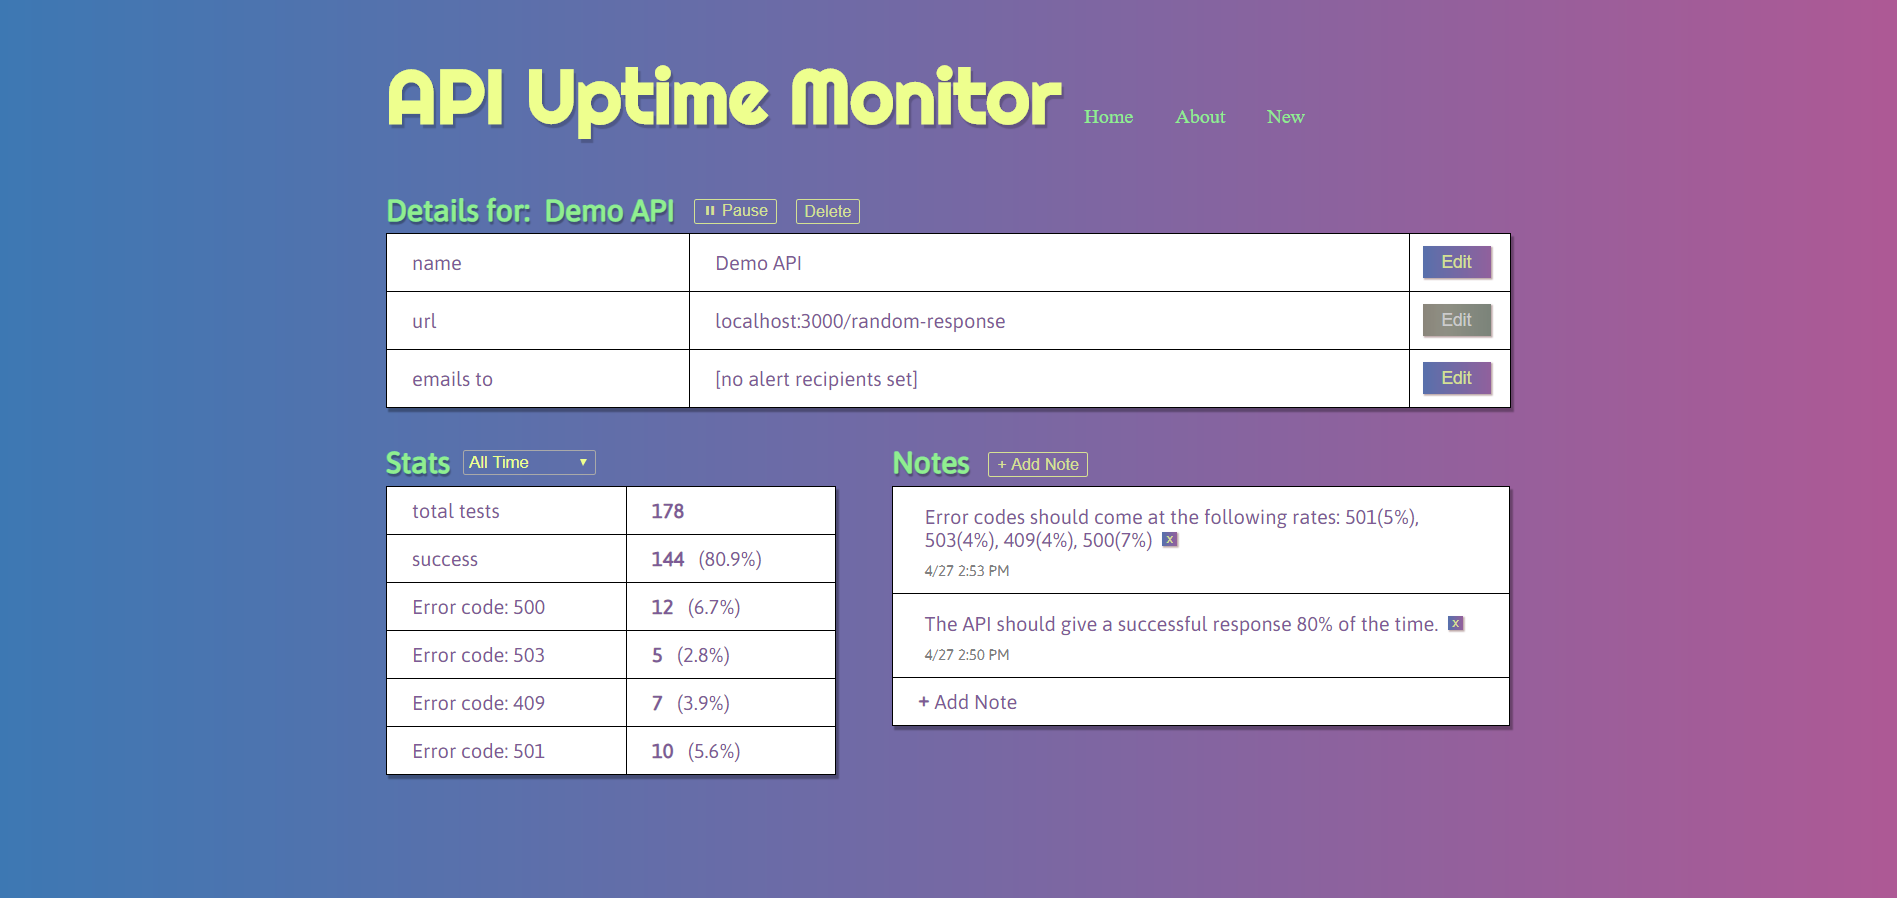 API Uptime Monitor Home About New
Details for: Demo API Pause Delete
name Demo API Edit
url localhost:3000/random-response Edit
emails to [no alert recipients set] Edit
Stats All Time
total tests 178
success 144 (80.9%)
Error code: 500 12 (6.7%)
Error code: 503 5 (2.8%)
Error code: 409 7 (3.9%)
Error code: 501 10 (5.6%)
Notes + Add Note
Error codes should come at the following rates: 501(5%),
503(4%), 409(4%), 500(7%) x
4/27 2:53 PM
The API should give a successful response 80% of the time. x
4/27 2:50 PM
+ Add Note